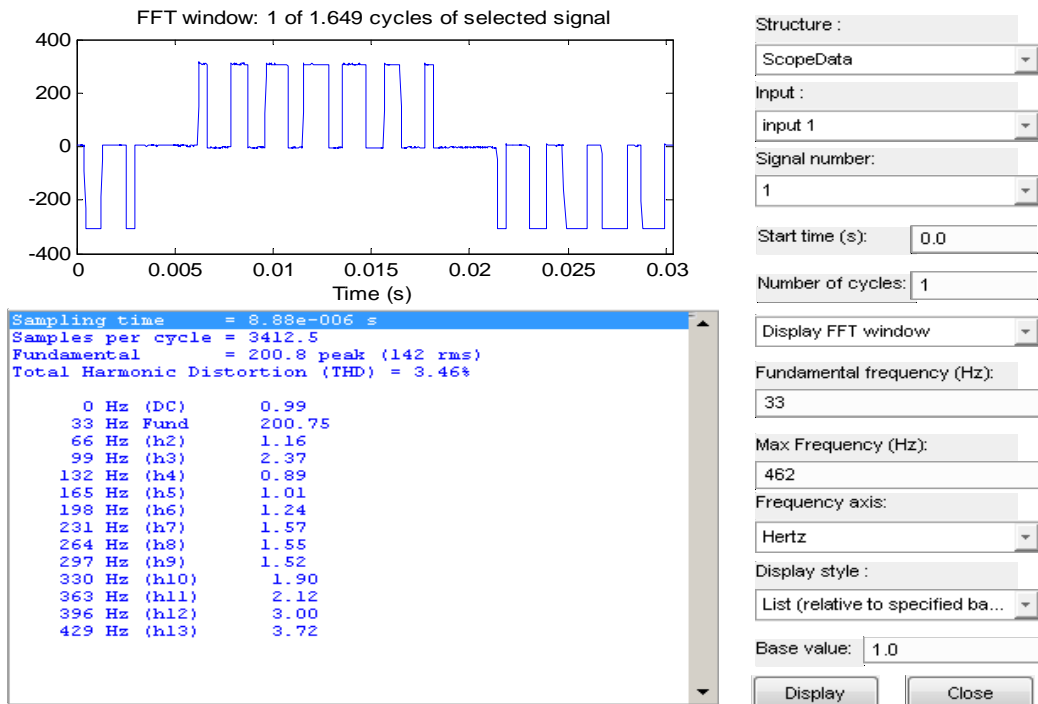 FFT window: 1 of 1.649 cycles of selected signal
400
200
0
-200
-400
0
0.005
0.01
0.015
0.02
0.025
0.03
Time (s)
Sampling time = 8.88e-006 s
Samples per cycle = 3412.5
Fundamental = 200.8 peak (142 rms)
Total Harmonic Distortion (THD) = 3.46%
0 Hz (DC) 0.99
33 Hz Fund 200.75
66 Hz (h2) 1.16
99 Hz (h3) 2.37
132 Hz (h4) 0.89
165 Hz (h5) 1.01
198 Hz (h6) 1.24
231 Hz (h7) 1.57
264 Hz (h8) 1.55
297 Hz (h9) 1.52
330 Hz (h10) 1.90
363 Hz (h11) 2.12
396 Hz (h12) 3.00
429 Hz (h13) 3.72
Structure :
ScopeData
Input :
input 1
Signal number:
1
Start time (s): 0.0
Number of cycles: 1
Display FFT window
Fundamental frequency (Hz):
33
Max Frequency (Hz):
462
Frequency axis:
Hertz
Display style :
List (relative to specified ba...
Base value: 1.0
Display Close